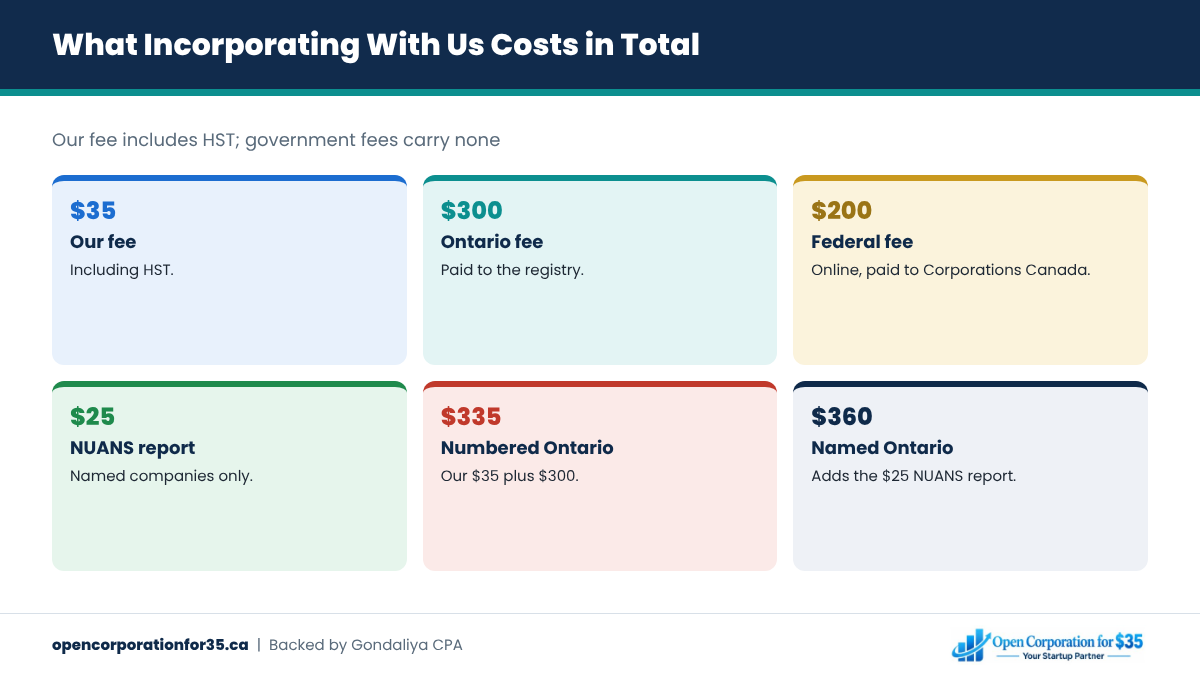 What Incorporating With Us Costs in Total
Our fee includes HST; government fees carry none
$35
Our fee
Including HST.
$300
Ontario fee
Paid to the registry.
$200
Federal fee
Online, paid to Corporations Canada.
$25
NUANS report
Named companies only.
$335
Numbered Ontario
Our $35 plus $300.
$360
Named Ontario
Adds the $25 NUANS report.
opencorporationfor35.ca | Backed by Gondaliya CPA
Open Corporation for $35
Your Startup Partner